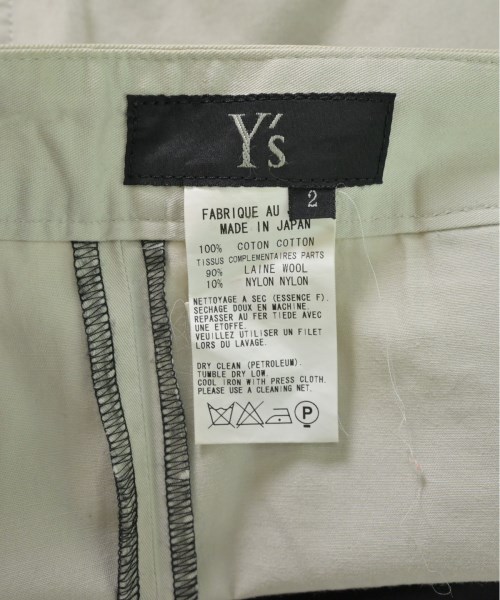 Y's
2
FABRIQUE AU
MADE IN JAPAN
100% COTON COTTON
TISSUS COMPLEMENTAIRES PARTS
90% LAINE WOOL
10% NYLON NYLON
NETTOYAGE A SEC (ESSENCE F).
SECHAGE DOUX EN MACHINE.
REPASSER AU FER TIEDE AVEC
UNE ETOFFE.
VEUILLEZ UTILISER UN FILET
LORS DU LAVAGE.
DRY CLEAN (PETROLEUM).
TUMBLE DRY LOW.
COOL IRON WITH PRESS CLOTH.
PLEASE USE A CLEANING NET.
P